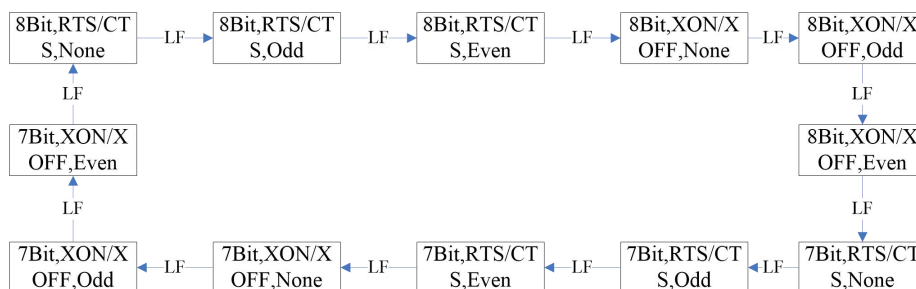 8Bit,RTS/CT
S,None
LF
8Bit,RTS/CT
S,Odd
LF
8Bit,RTS/CT
S,Even
LF
8Bit,XON/X
OFF,None
LF
8Bit,XON/X
OFF,Odd
LF
LF
7Bit,XON/X
OFF,Even
8Bit,XON/X
OFF,Even
LF
LF
7Bit,XON/X
OFF,Odd
LF
7Bit,XON/X
OFF,None
LF
7Bit,RTS/CT
S,Even
LF
7Bit,RTS/CT
S,Odd
LF
7Bit,RTS/CT
S,None